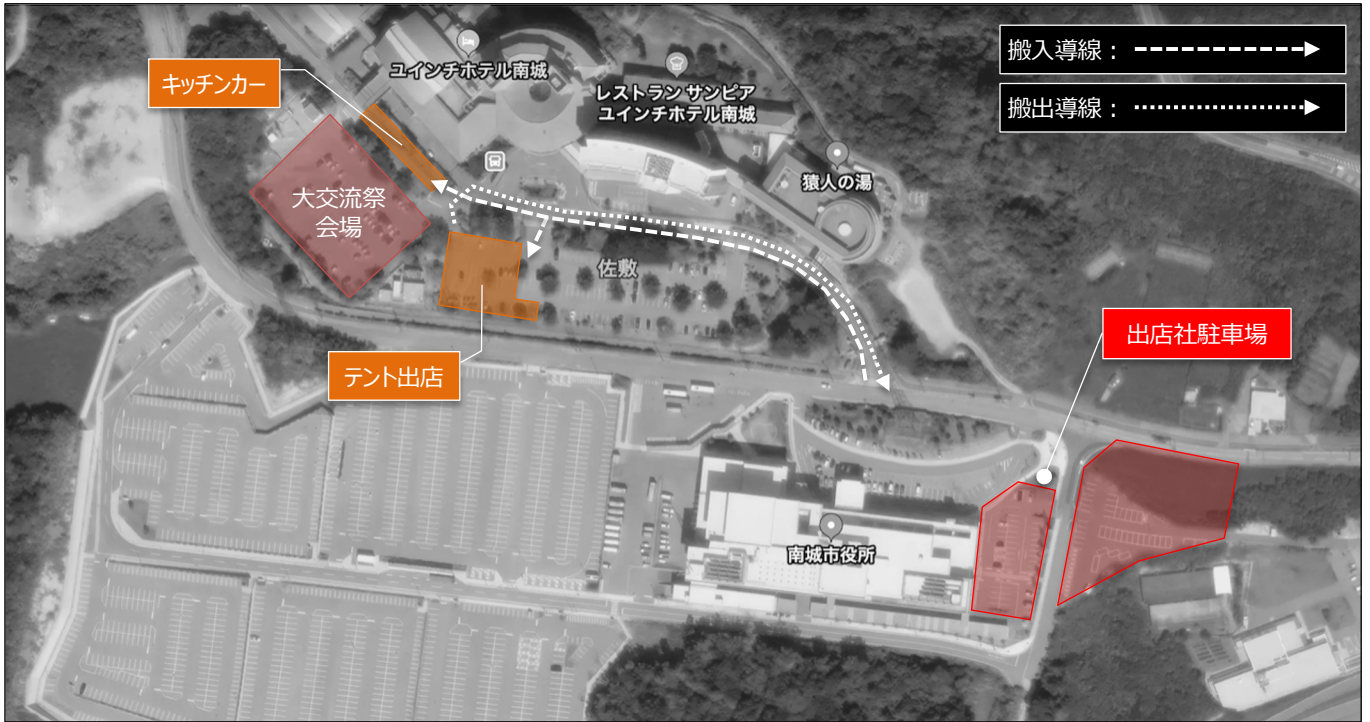 搬入導線：
搬出導線：
キッチンカー
ユインチホテル南城
レストラン サンピア
ユインチホテル南城
猿人の湯
大交流祭
会場
佐敷
テント出店
出店社駐車場
南城市役所